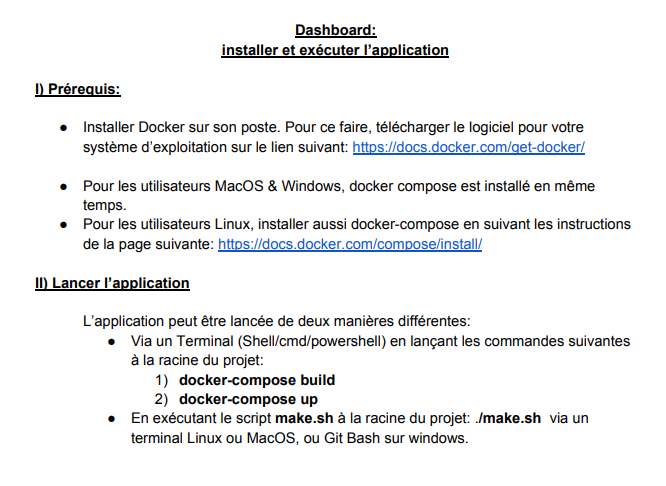 Dashboard:
installer et exécuter l'application
I) Prérequis:
● Installer Docker sur son poste. Pour ce faire, télécharger le logiciel pour votre
système d'exploitation sur le lien suivant: https://docs.docker.com/get-docker/
● Pour les utilisateurs MacOS & Windows, docker compose est installé en même
temps.
● Pour les utilisateurs Linux, installer aussi docker-compose en suivant les instructions
de la page suivante: https://docs.docker.com/compose/install/
II) Lancer l'application
L'application peut être lancée de deux manières différentes:
● Via un Terminal (Shell/cmd/powershell) en lançant les commandes suivantes
à la racine du projet:
1) docker-compose build
2) docker-compose up
● En exécutant le script make.sh à la racine du projet: ./make.sh via un
terminal Linux ou MacOS, ou Git Bash sur windows.